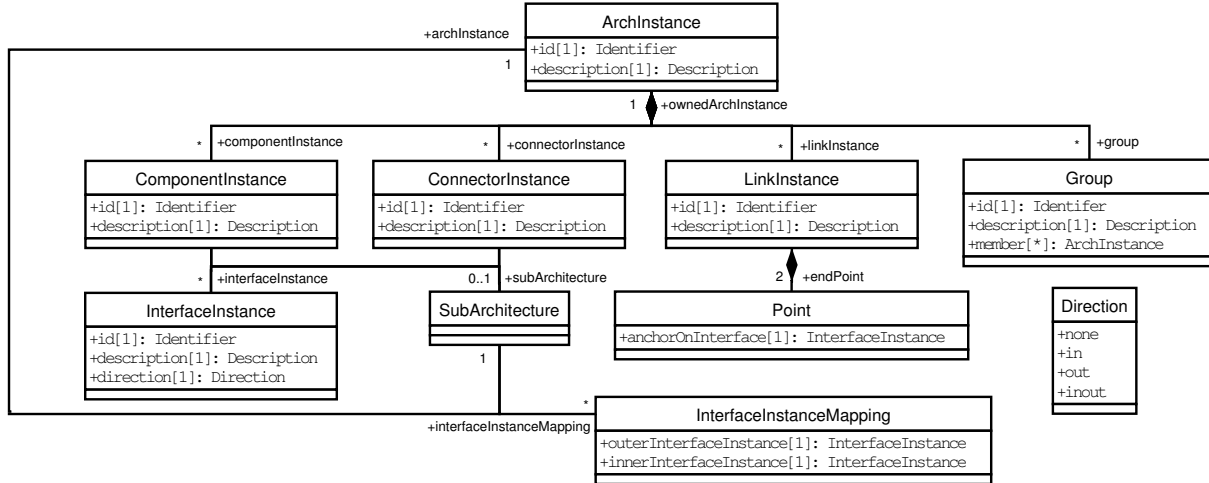 ArchInstance
+id[1]: Identifier
+description[1]: Description
+archInstance
1
1
+ownedArchInstance
* +componentInstance
* +connectorInstance
* +linkInstance
* +group
ComponentInstance
+id[1]: Identifier
+description[1]: Description
ConnectorInstance
+id[1]: Identifier
+description[1]: Description
LinkInstance
+id[1]: Identifier
+description[1]: Description
Group
+id[1]: Identifer
+description[1]: Description
+member[*]: ArchInstance
* +interfaceInstance
0..1 +subArchitecture
2 +endPoint
InterfaceInstance
+id[1]: Identifier
+description[1]: Description
+direction[1]: Direction
SubArchitecture
1
Point
+anchorOnInterface[1]: InterfaceInstance
Direction
+none
+in
+out
+inout
*
+interfaceInstanceMapping
InterfaceInstanceMapping
+outerInterfaceInstance[1]: InterfaceInstance
+innerInterfaceInstance[1]: InterfaceInstance